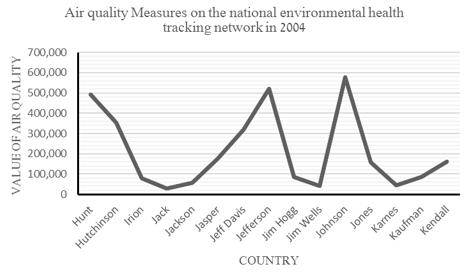 Air quality Measures on the national environmental health
tracking network in 2004
VALUE OF AIR QUALITY
700,000
600,000
500,000
400,000
300,000
200,000
100,000
0
Hunt
Hutchinson
Irion
Jack
Jackson
Jasper
Jeff Davis
Jefferson
Jim Hogg
Jim Wells
Johnson
Jones
Karnes
Kaufman
Kendall
COUNTRY